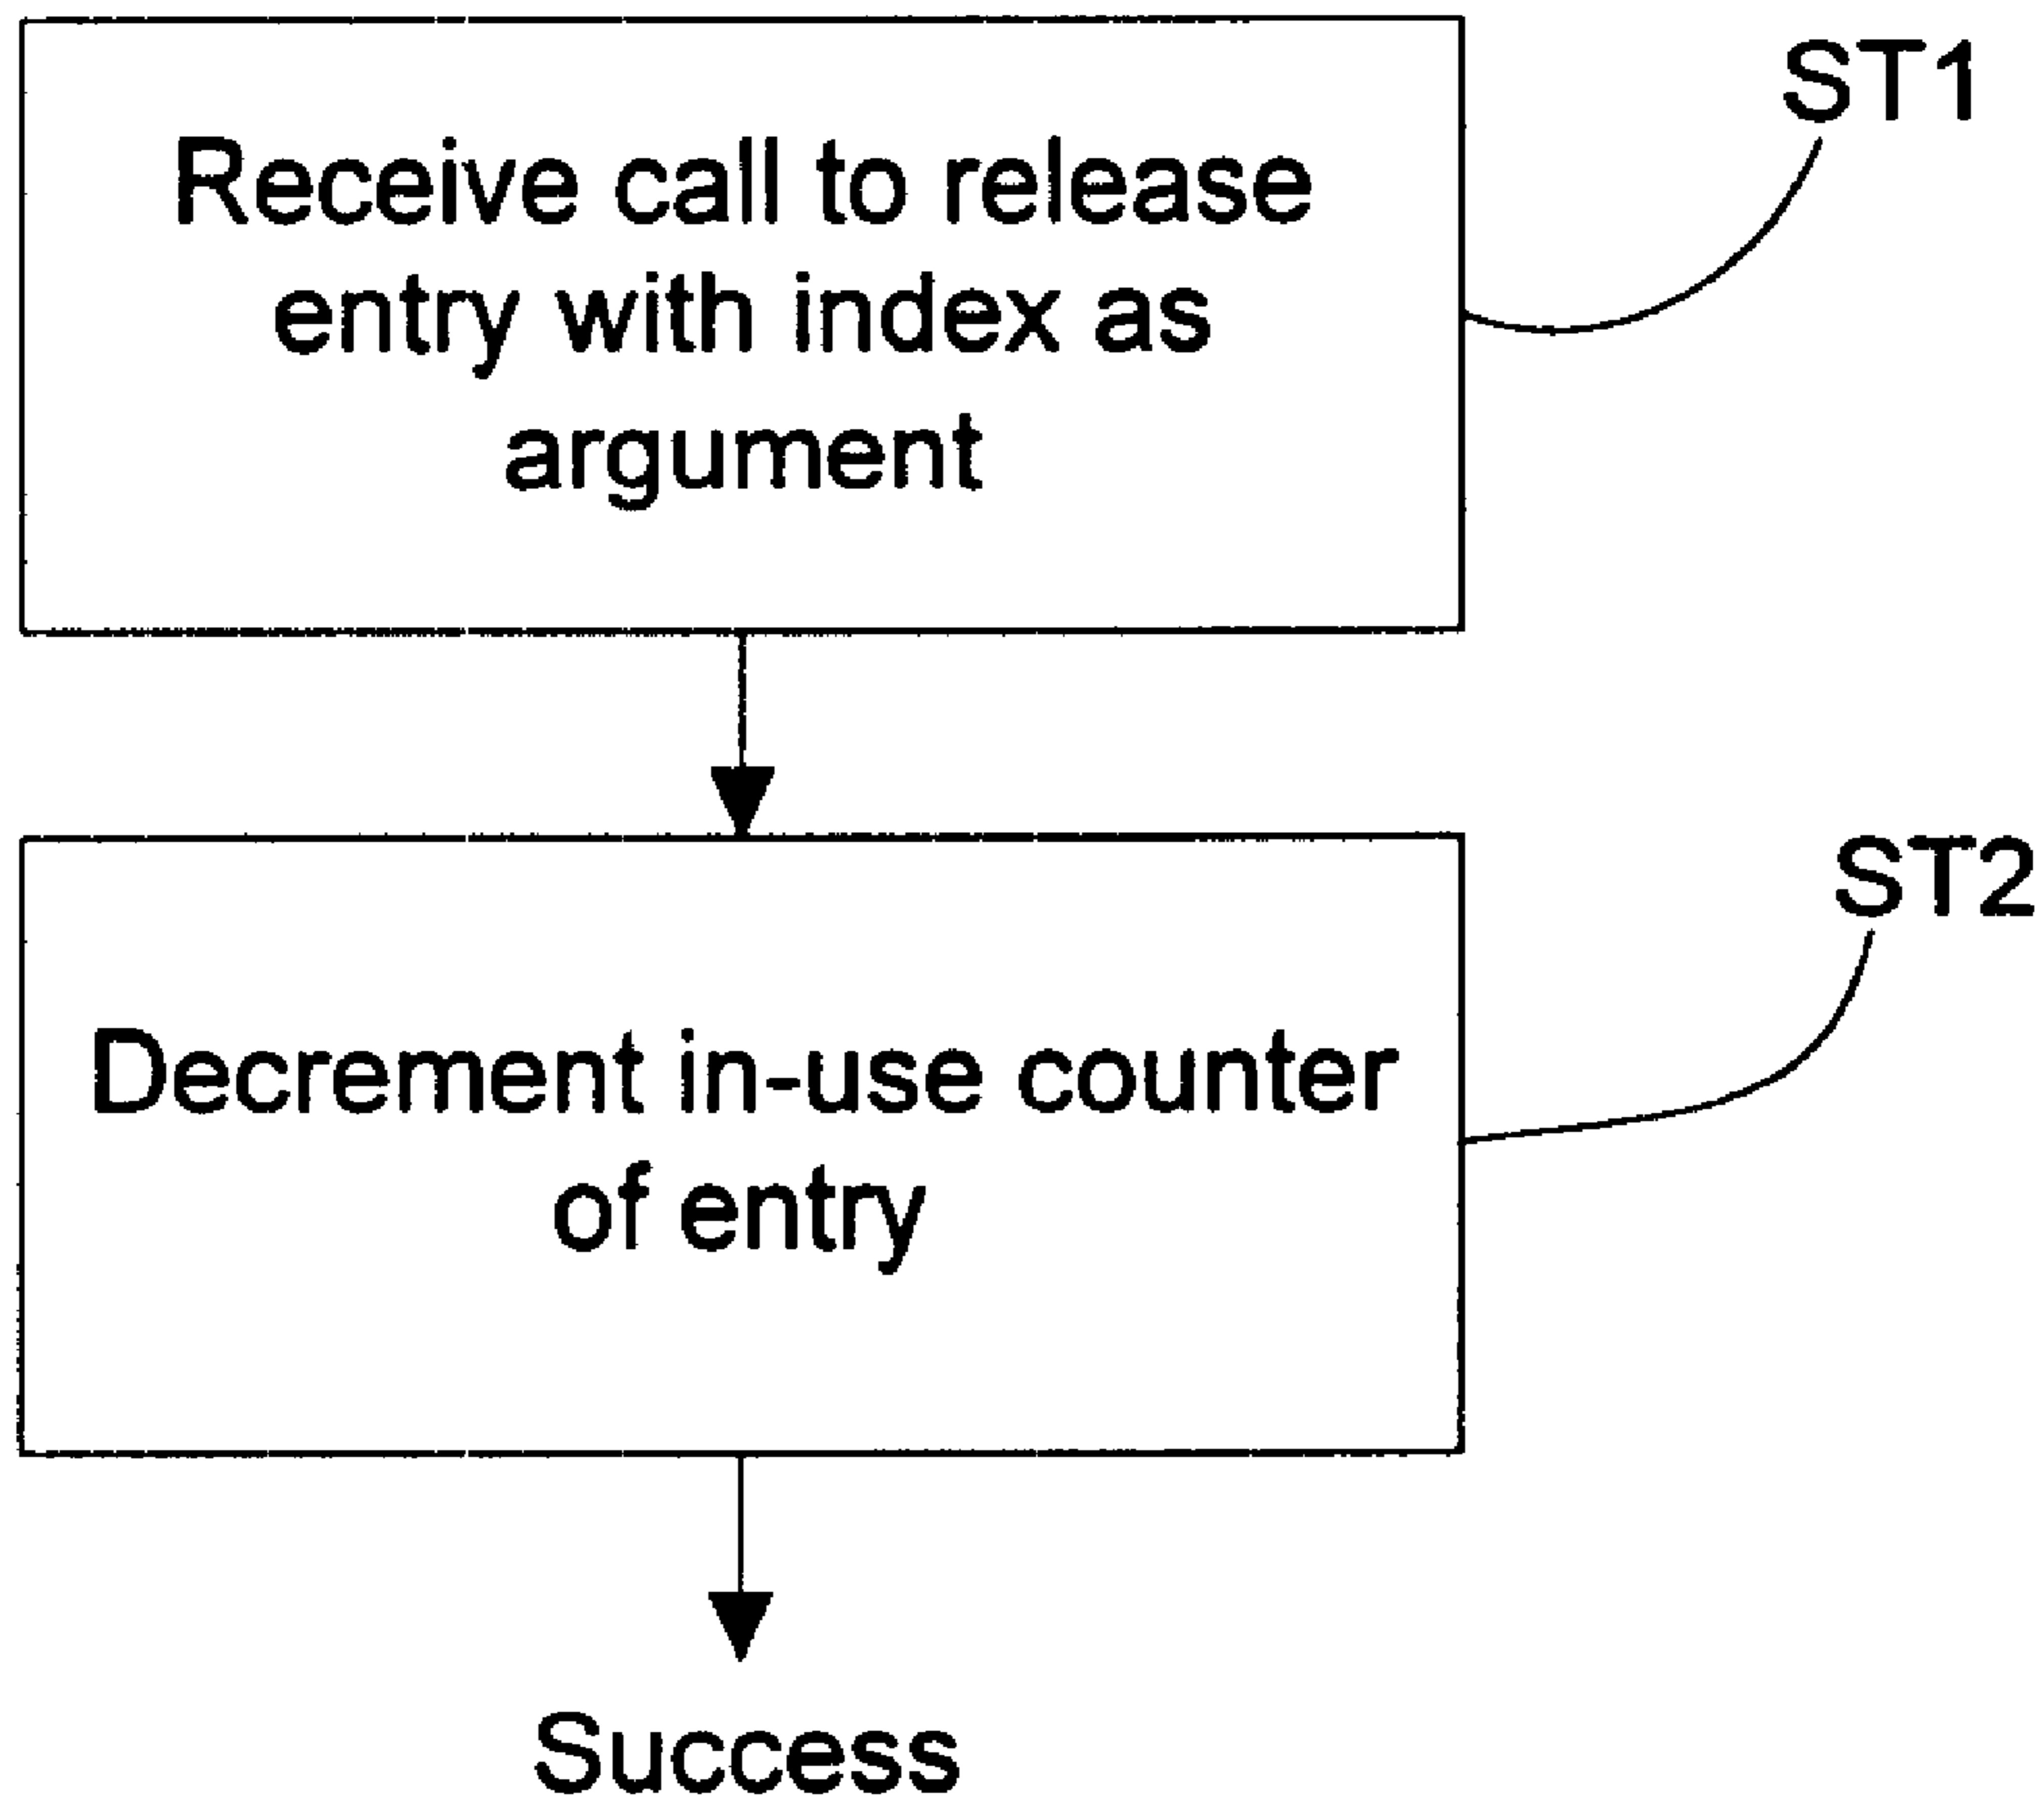 ST1
Receive call to release
entry with index as
argument
ST2
Decrement in-use counter
of entry
Success